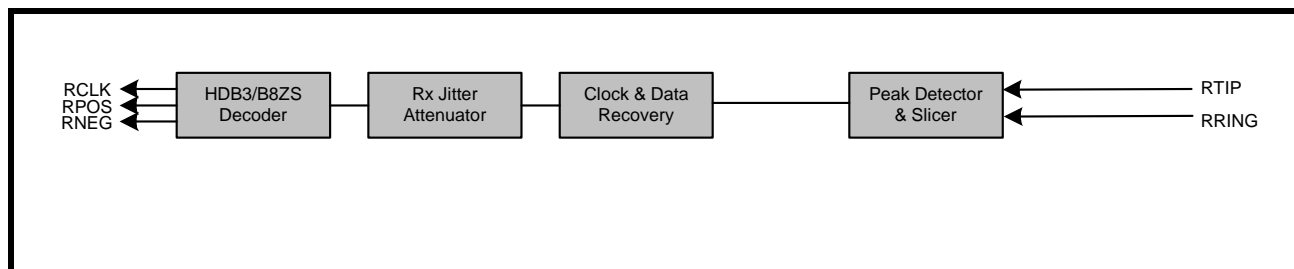 RCLK
RPOS
RNEG
HDB3/B8ZS
Decoder
Rx Jitter
Attenuator
Clock & Data
Recovery
Peak Detector
& Slicer
RTIP
RRING